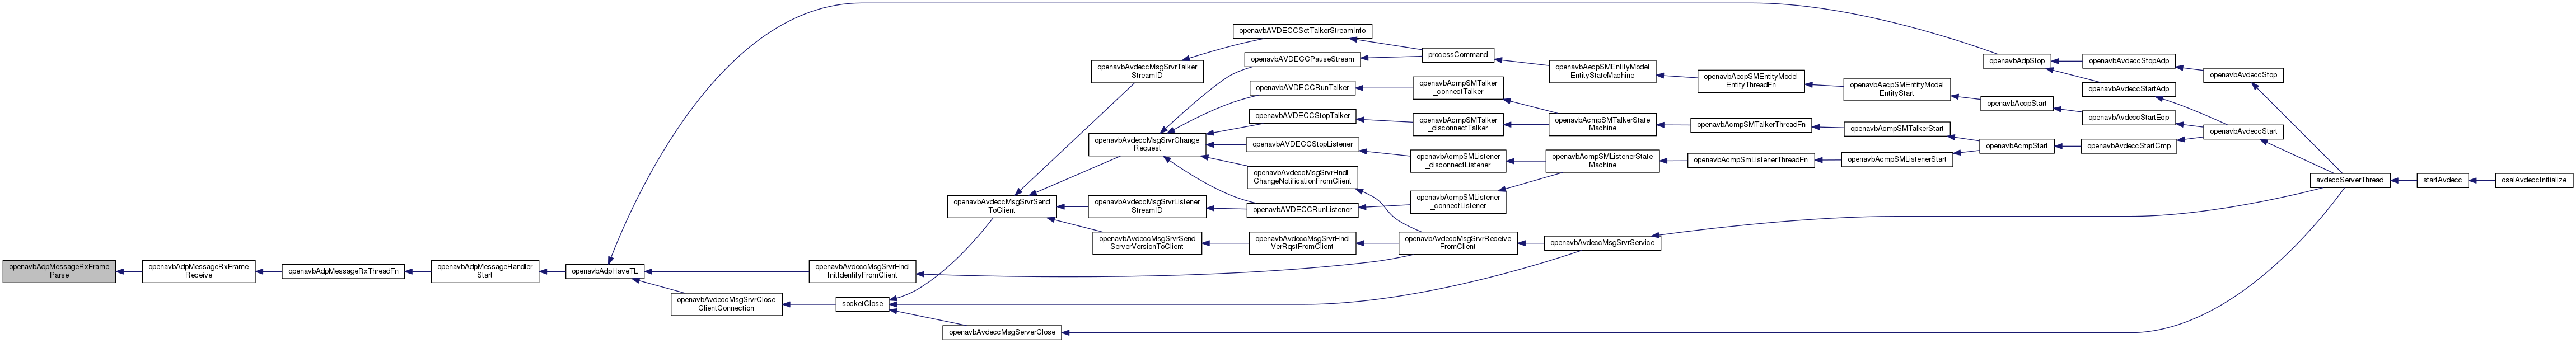 openavbAdpMessageRxFrame
Parse
openavbAdpMessageRxFrame
Receive
openavbAdpMessageRxThreadFn
openavbAdpMessageHandler
Start
openavbAdpHaveTL
openavbAvdeccMsgSrvrClose
ClientConnection
openavbAvdeccMsgSrvrHndl
InitIdentifyFromClient
socketClose
openavbAvdeccMsgSrvrSend
ToClient
openavbAvdeccMsgServerClose
openavbAvdeccMsgSrvrTalker
StreamID
openavbAvdeccMsgSrvrChange
Request
openavbAvdeccMsgSrvrListener
StreamID
openavbAvdeccMsgSrvrSend
ServerVersionToClient
openavbAVDECCSetTalkerStreamInfo
openavbAVDECCPauseStream
openavbAVDECCRunTalker
openavbAVDECCStopTalker
openavbAVDECCStopListener
openavbAvdeccMsgSrvrHndl
ChangeNotificationFromClient
openavbAVDECCRunListener
openavbAvdeccMsgSrvrHndl
VerRqstFromClient
processCommand
openavbAcmpSMTalker
_connectTalker
openavbAcmpSMTalker
_disconnectTalker
openavbAcmpSMListener
_disconnectListener
openavbAcmpSMListener
_connectListener
openavbAvdeccMsgSrvrReceive
FromClient
openavbAecpSMEntityModel
EntityStateMachine
openavbAcmpSMTalkerState
Machine
openavbAcmpSMListenerState
Machine
openavbAvdeccMsgSrvrService
openavbAecpSMEntityModel
EntityThreadFn
openavbAcmpSMTalkerThreadFn
openavbAcmpSmListenerThreadFn
openavbAecpSMEntityModel
EntityStart
openavbAcmpSMTalkerStart
openavbAcmpSMListenerStart
openavbAdpStop
openavbAecpStart
openavbAcmpStart
openavbAvdeccStopAdp
openavbAvdeccStartAdp
openavbAvdeccStartEcp
openavbAvdeccStartCmp
openavbAvdeccStop
openavbAvdeccStart
avdeccServerThread
startAvdecc
osalAvdeccInitialize